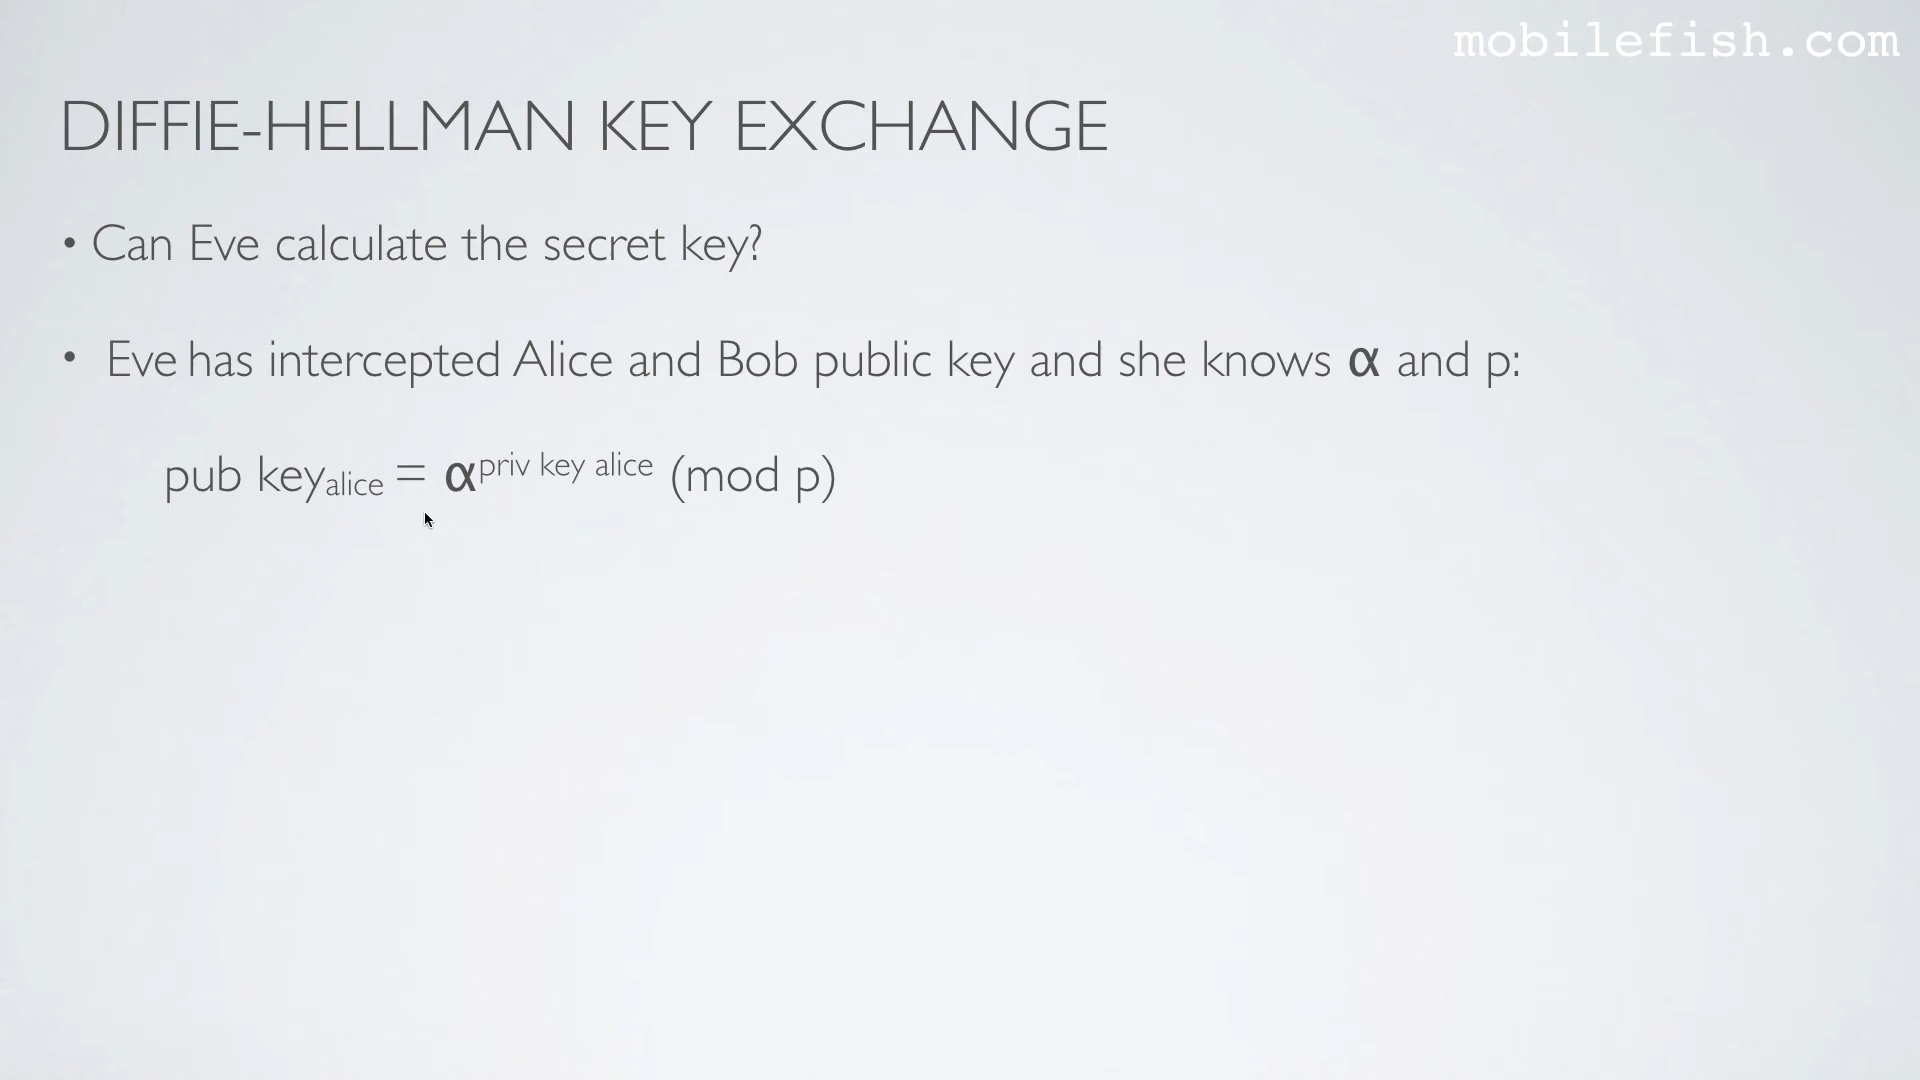 mobilefish.com
DIFFIE-HELLMAN KEY EXCHANGE
• Can Eve calculate the secret key?
• Eve has intercepted Alice and Bob public key and she knows α and p:
pub keyalice = α^priv key alice (mod p)